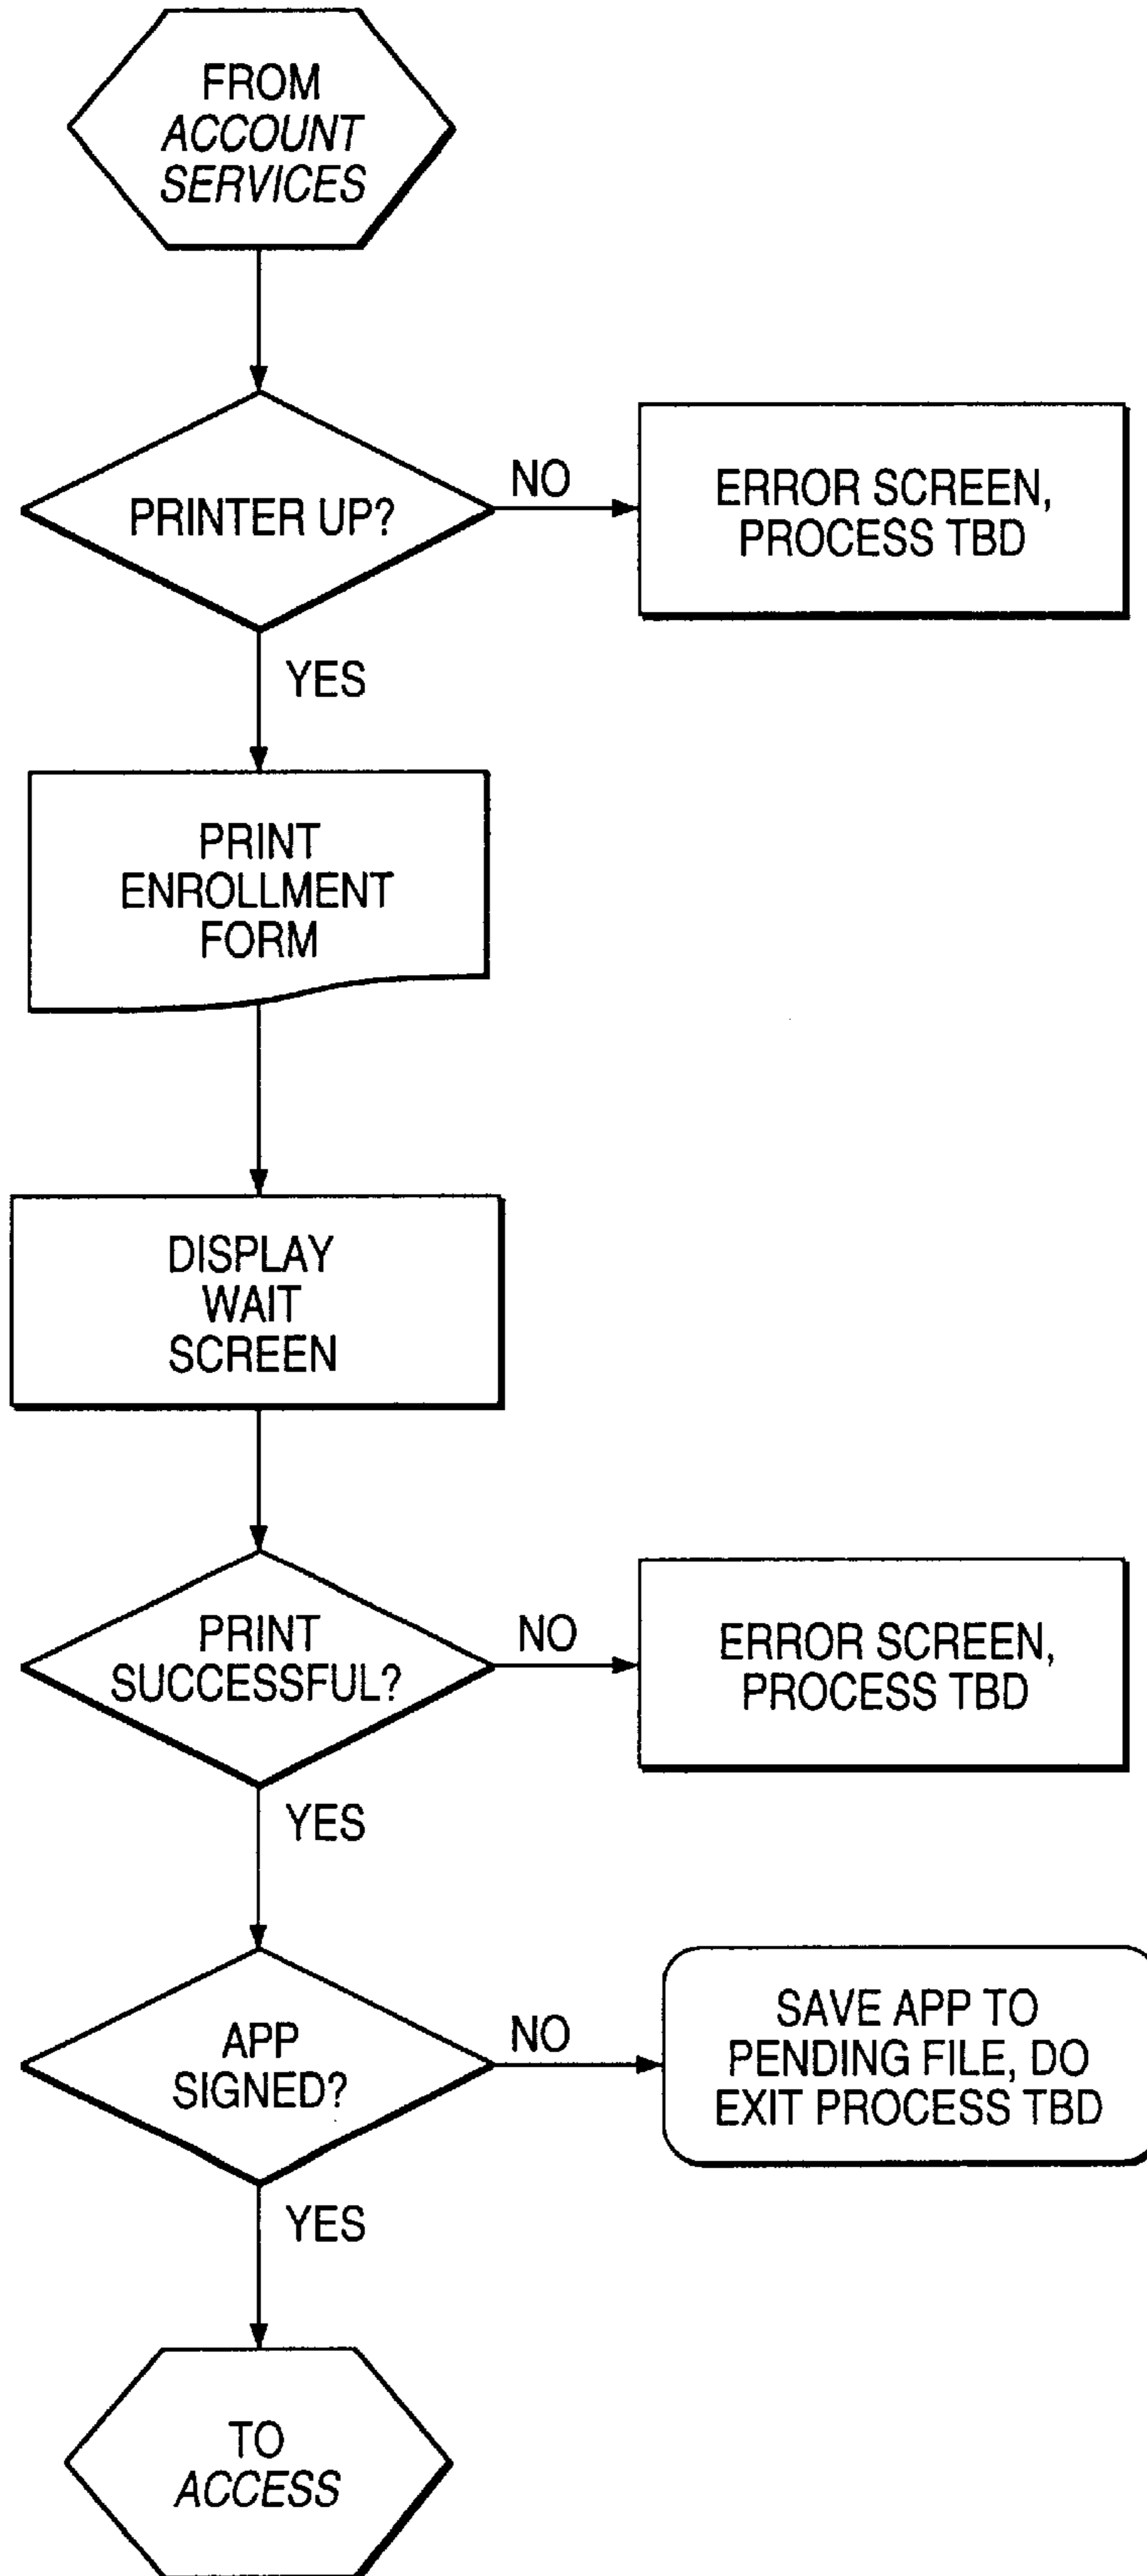 FROM
ACCOUNT
SERVICES
PRINTER UP?
NO
ERROR SCREEN,
PROCESS TBD
YES
PRINT
ENROLLMENT
FORM
DISPLAY
WAIT
SCREEN
PRINT
SUCCESSFUL?
NO
ERROR SCREEN,
PROCESS TBD
YES
APP
SIGNED?
NO
SAVE APP TO
PENDING FILE, DO
EXIT PROCESS TBD
YES
TO
ACCESS